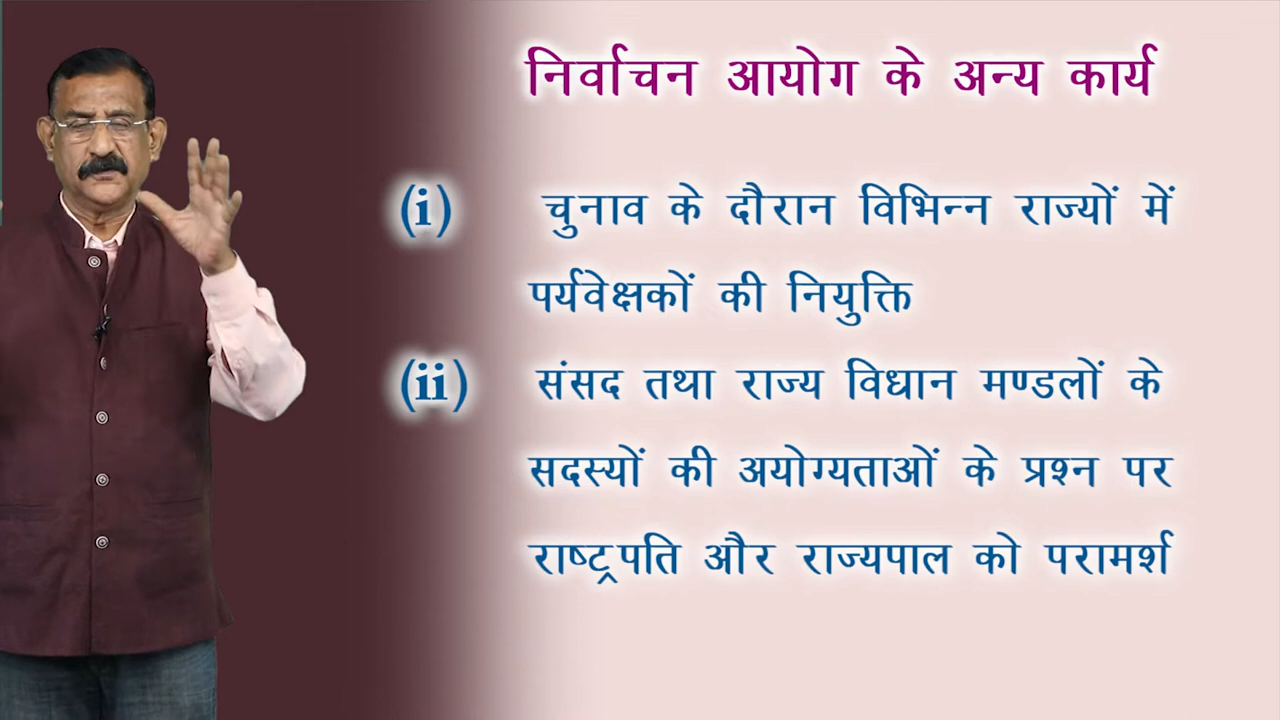 निर्वाचन आयोग के अन्य कार्य
(i) चुनाव के दौरान विभिन्न राज्यों में
पर्यवेक्षकों की नियुक्ति
(ii) संसद तथा राज्य विधान मण्डलों के
सदस्यों की अयोग्यताओं के प्रश्न पर
राष्ट्रपति और राज्यपाल को परामर्श